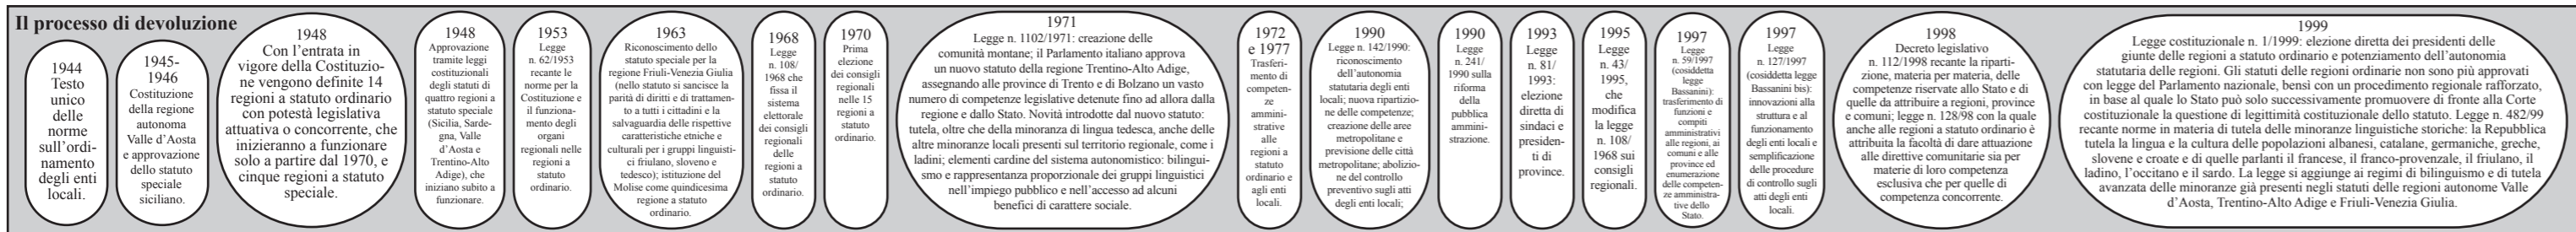 Il processo di devoluzione
1944
Testo
unico
delle
norme
sull'ordi-
namento
degli enti
locali.
1945-
1946
Costituzione
della regione
autonoma
Valle d'Aosta
e approvazione
dello statuto
speciale
siciliano.
1948
Con l'entrata in
vigore della Costituzio-
ne vengono definite 14
regioni a statuto ordinario
con potestà legislativa
attuativa o concorrente, che
inizieranno a funzionare
solo a partire dal 1970, e
cinque regioni a statuto
speciale.
1948
Approvazione
tramite leggi
costituzionali
degli statuti di
quattro regioni a
statuto speciale
(Sicilia, Sarde-
gna, Valle
d'Aosta e
Trentino-Alto
Adige), che
iniziano subito a
funzionare.
1953
Legge
n. 62/1953
recante le
norme per la
Costituzione e
il funziona-
mento degli
organi
regionali nelle
regioni a
statuto
ordinario.
1963
Riconoscimento dello
statuto speciale per la
regione Friuli-Venezia Giulia
(nello statuto si sancisce la
parità di diritti e di trattamen-
to a tutti i cittadini e la
salvaguardia delle rispettive
caratteristiche etniche e
culturali per i gruppi linguisti-
ci friulano, sloveno e
tedesco); istituzione del
Molise come quindicesima
regione a statuto
ordinario.
1968
Legge
n. 108/
1968 che
fissa il
sistema
elettorale
dei consigli
regionali
delle
regioni a
statuto
ordinario.
1970
Prima
elezione
dei consigli
regionali
nelle 15
regioni a
statuto
ordinario.
1971
Legge n. 1102/1971: creazione delle
comunità montane; il Parlamento italiano approva
un nuovo statuto della regione Trentino-Alto Adige,
assegnando alle province di Trento e di Bolzano un vasto
numero di competenze legislative detenute fino ad allora dalla
regione e dallo Stato. Novità introdotte dal nuovo statuto:
tutela, oltre che della minoranza di lingua tedesca, anche delle
altre minoranze locali presenti sul territorio regionale, come i
ladini; elementi cardine del sistema autonomistico: bilingui-
smo e rappresentanza proporzionale dei gruppi linguistici
nell'impiego pubblico e nell'accesso ad alcuni
benefici di carattere sociale.
1972
e 1977
Trasferi-
mento di
competen-
ze
ammini-
strative
alle
regioni a
statuto
ordinario e
agli enti
locali.
1990
Legge n. 142/1990:
riconoscimento
dell'autonomia
statutaria degli enti
locali; nuova ripartizio-
ne delle competenze;
creazione delle aree
metropolitane e
previsione delle città
metropolitane; abolizio-
ne del controllo
preventivo sugli atti
degli enti locali;
1990
Legge
n. 241/
1990 sulla
riforma
della
pubblica
ammini-
strazione.
1993
Legge
n. 81/
1993:
elezione
diretta di
sindaci e
presiden-
ti di
province.
1995
Legge
n. 43/
1995,
che
modifica
la legge
n. 108/
1968 sui
consigli
regionali.
1997
Legge
n. 59/1997
(cosiddetta
legge
Bassanini):
trasferimento di
funzioni e
compiti
amministrativi
alle regioni, ai
comuni e alle
province ed
enumerazione
delle competen-
ze amministra-
tive dello
Stato.
1997
Legge
n. 127/1997
(cosiddetta legge
Bassanini bis):
innovazioni alla
struttura e al
funzionamento
degli enti locali e
semplificazione
delle procedure
di controllo sugli
atti degli enti
locali.
1998
Decreto legislativo
n. 112/1998 recante la riparti-
zione, materia per materia, delle
competenze riservate allo Stato e di
quelle da attribuire a regioni, province
e comuni; legge n. 128/98 con la quale
anche alle regioni a statuto ordinario è
attribuita la facoltà di dare attuazione
alle direttive comunitarie sia per
materie di loro competenza
esclusiva che per quelle di
competenza concorrente.
1999
Legge costituzionale n. 1/1999: elezione diretta dei presidenti delle
giunte delle regioni a statuto ordinario e potenziamento dell'autonomia
statutaria delle regioni. Gli statuti delle regioni ordinarie non sono più approvati
con legge del Parlamento nazionale, bensì con un procedimento regionale rafforzato,
in base al quale lo Stato può solo successivamente promuovere di fronte alla Corte
costituzionale la questione di legittimità costituzionale dello statuto. Legge n. 482/99
recante norme in materia di tutela delle minoranze linguistiche storiche: la Repubblica
tutela la lingua e la cultura delle popolazioni albanesi, catalane, germaniche, greche,
slovene e croate e di quelle parlanti il francese, il franco-provenzale, il friulano, il
ladino, l'occitano e il sardo. La legge si aggiunge ai regimi di bilinguismo e di tutela
avanzata delle minoranze già presenti negli statuti delle regioni autonome Valle
d'Aosta, Trentino-Alto Adige e Friuli-Venezia Giulia.